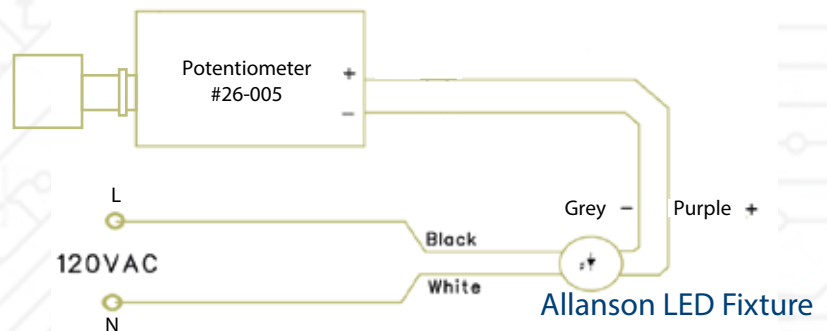 Potentiometer +
#26-005
−
L
Grey − Purple +
Black
120VAC
White
Allanson LED Fixture
N